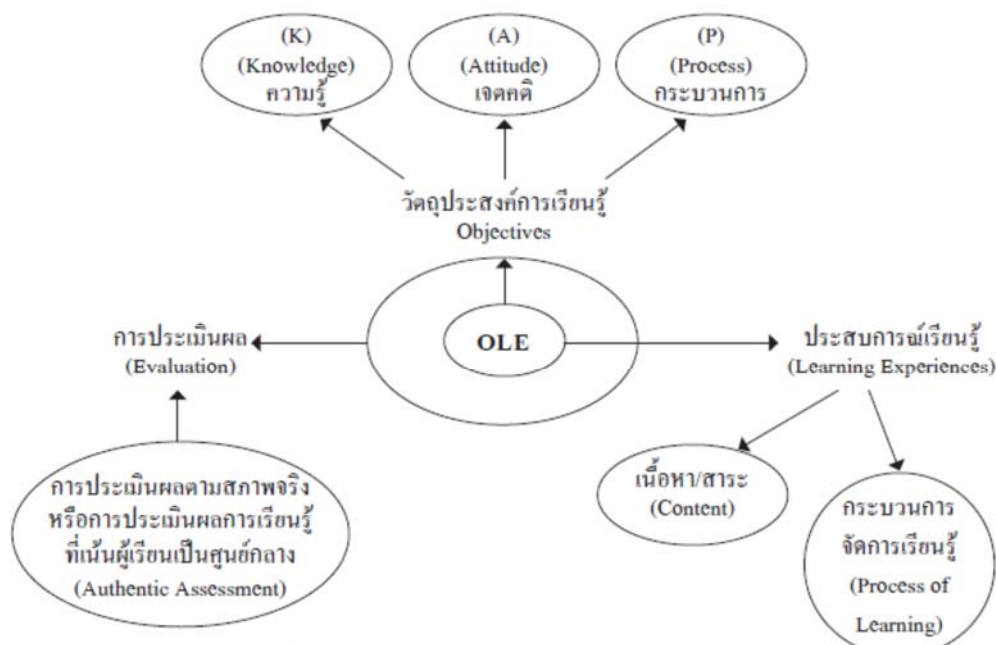 (K)
(Knowledge)
ความรู้
(A)
(Attitude)
เจตคติ
(P)
(Process)
กระบวนการ
วัตถุประสงค์การเรียนรู้
Objectives
การประเมินผล
(Evaluation)
OLE
ประสบการณ์เรียนรู้
(Learning Experiences)
การประเมินผลตามสภาพจริง
หรือการประเมินผลการเรียนรู้
ที่เน้นผู้เรียนเป็นศูนย์กลาง
(Authentic Assessment)
เนื้อหา/สาระ
(Content)
กระบวนการ
จัดการเรียนรู้
(Process of
Learning)